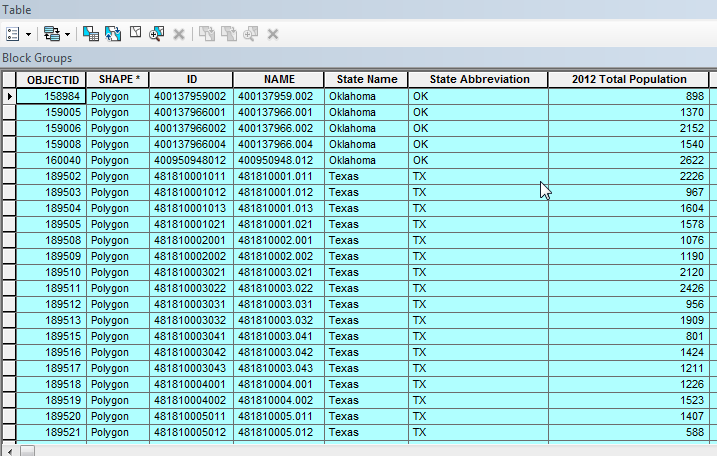 Table
Block Groups
OBJECTID SHAPE * ID NAME State Name State Abbreviation 2012 Total Population
158984 Polygon 400137959002 400137959.002 Oklahoma OK 898
159005 Polygon 400137966001 400137966.001 Oklahoma OK 1370
159006 Polygon 400137966002 400137966.002 Oklahoma OK 2152
159008 Polygon 400137966004 400137966.004 Oklahoma OK 1540
160040 Polygon 400950948012 400950948.012 Oklahoma OK 2622
189502 Polygon 481810001011 481810001.011 Texas TX 2226
189503 Polygon 481810001012 481810001.012 Texas TX 967
189504 Polygon 481810001013 481810001.013 Texas TX 1604
189505 Polygon 481810001021 481810001.021 Texas TX 1578
189508 Polygon 481810002001 481810002.001 Texas TX 1076
189509 Polygon 481810002002 481810002.002 Texas TX 1190
189510 Polygon 481810003021 481810003.021 Texas TX 2120
189511 Polygon 481810003022 481810003.022 Texas TX 2426
189512 Polygon 481810003031 481810003.031 Texas TX 956
189513 Polygon 481810003032 481810003.032 Texas TX 1909
189515 Polygon 481810003041 481810003.041 Texas TX 801
189516 Polygon 481810003042 481810003.042 Texas TX 1424
189517 Polygon 481810003043 481810003.043 Texas TX 1211
189518 Polygon 481810004001 481810004.001 Texas TX 1226
189519 Polygon 481810004002 481810004.002 Texas TX 1523
189520 Polygon 481810005011 481810005.011 Texas TX 1407
189521 Polygon 481810005012 481810005.012 Texas TX 588